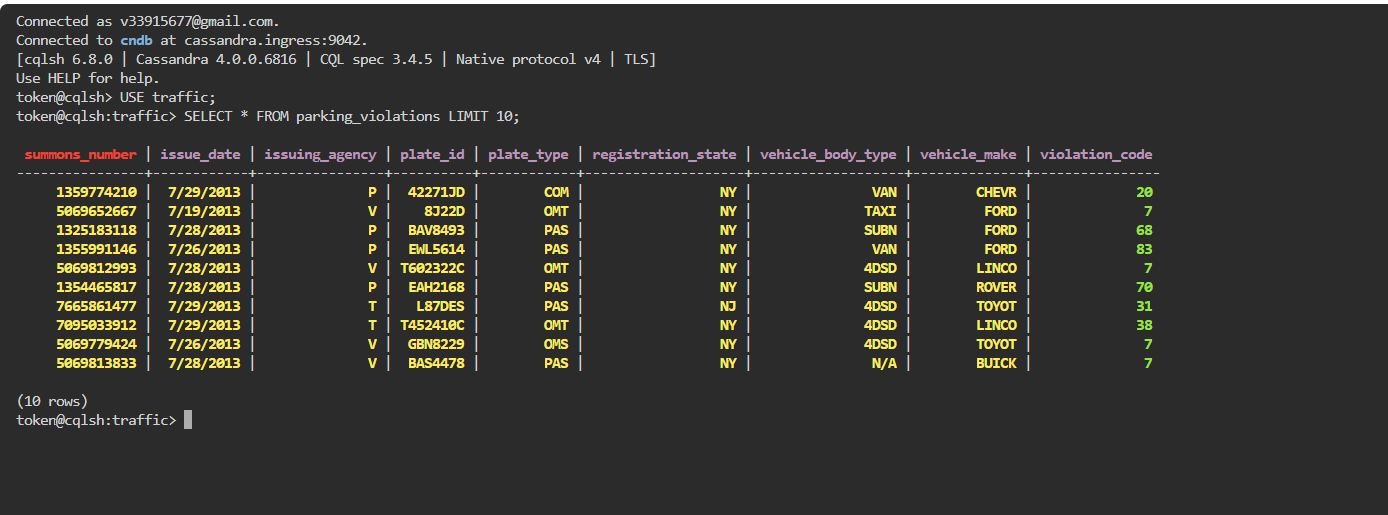 Connected as v33915677@gmail.com.
Connected to cndb at cassandra.ingress:9042.
[cqlsh 6.8.0 | Cassandra 4.0.0.6816 | CQL spec 3.4.5 | Native protocol v4 | TLS]
Use HELP for help.
token@cqlsh> USE traffic;
token@cqlsh:traffic> SELECT * FROM parking_violations LIMIT 10;
summons_number | issue_date | issuing_agency | plate_id | plate_type | registration_state | vehicle_body_type | vehicle_make | violation_code
----------------+------------+----------------+----------+------------+--------------------+-------------------+--------------+----------------
1359774210 | 7/29/2013 | P | 42271JD | COM | NY | VAN | CHEVR | 20
5069652667 | 7/19/2013 | V | 8J22D | OMT | NY | TAXI | FORD | 7
1325183118 | 7/28/2013 | P | BAV8493 | PAS | NY | SUBN | FORD | 68
1355991146 | 7/26/2013 | P | EWL5614 | PAS | NY | VAN | FORD | 83
5069812993 | 7/28/2013 | V | T602322C | OMT | NY | 4DSD | LINCO | 7
1354465817 | 7/28/2013 | P | EAH2168 | PAS | NY | SUBN | ROVER | 70
7665861477 | 7/29/2013 | T | L87DES | PAS | NJ | 4DSD | TOYOT | 31
7095033912 | 7/29/2013 | T | T452410C | OMT | NY | 4DSD | LINCO | 38
5069779424 | 7/26/2013 | V | GBN8229 | OMS | NY | 4DSD | TOYOT | 7
5069813833 | 7/28/2013 | V | BAS4478 | PAS | NY | N/A | BUICK | 7
(10 rows)
token@cqlsh:traffic>